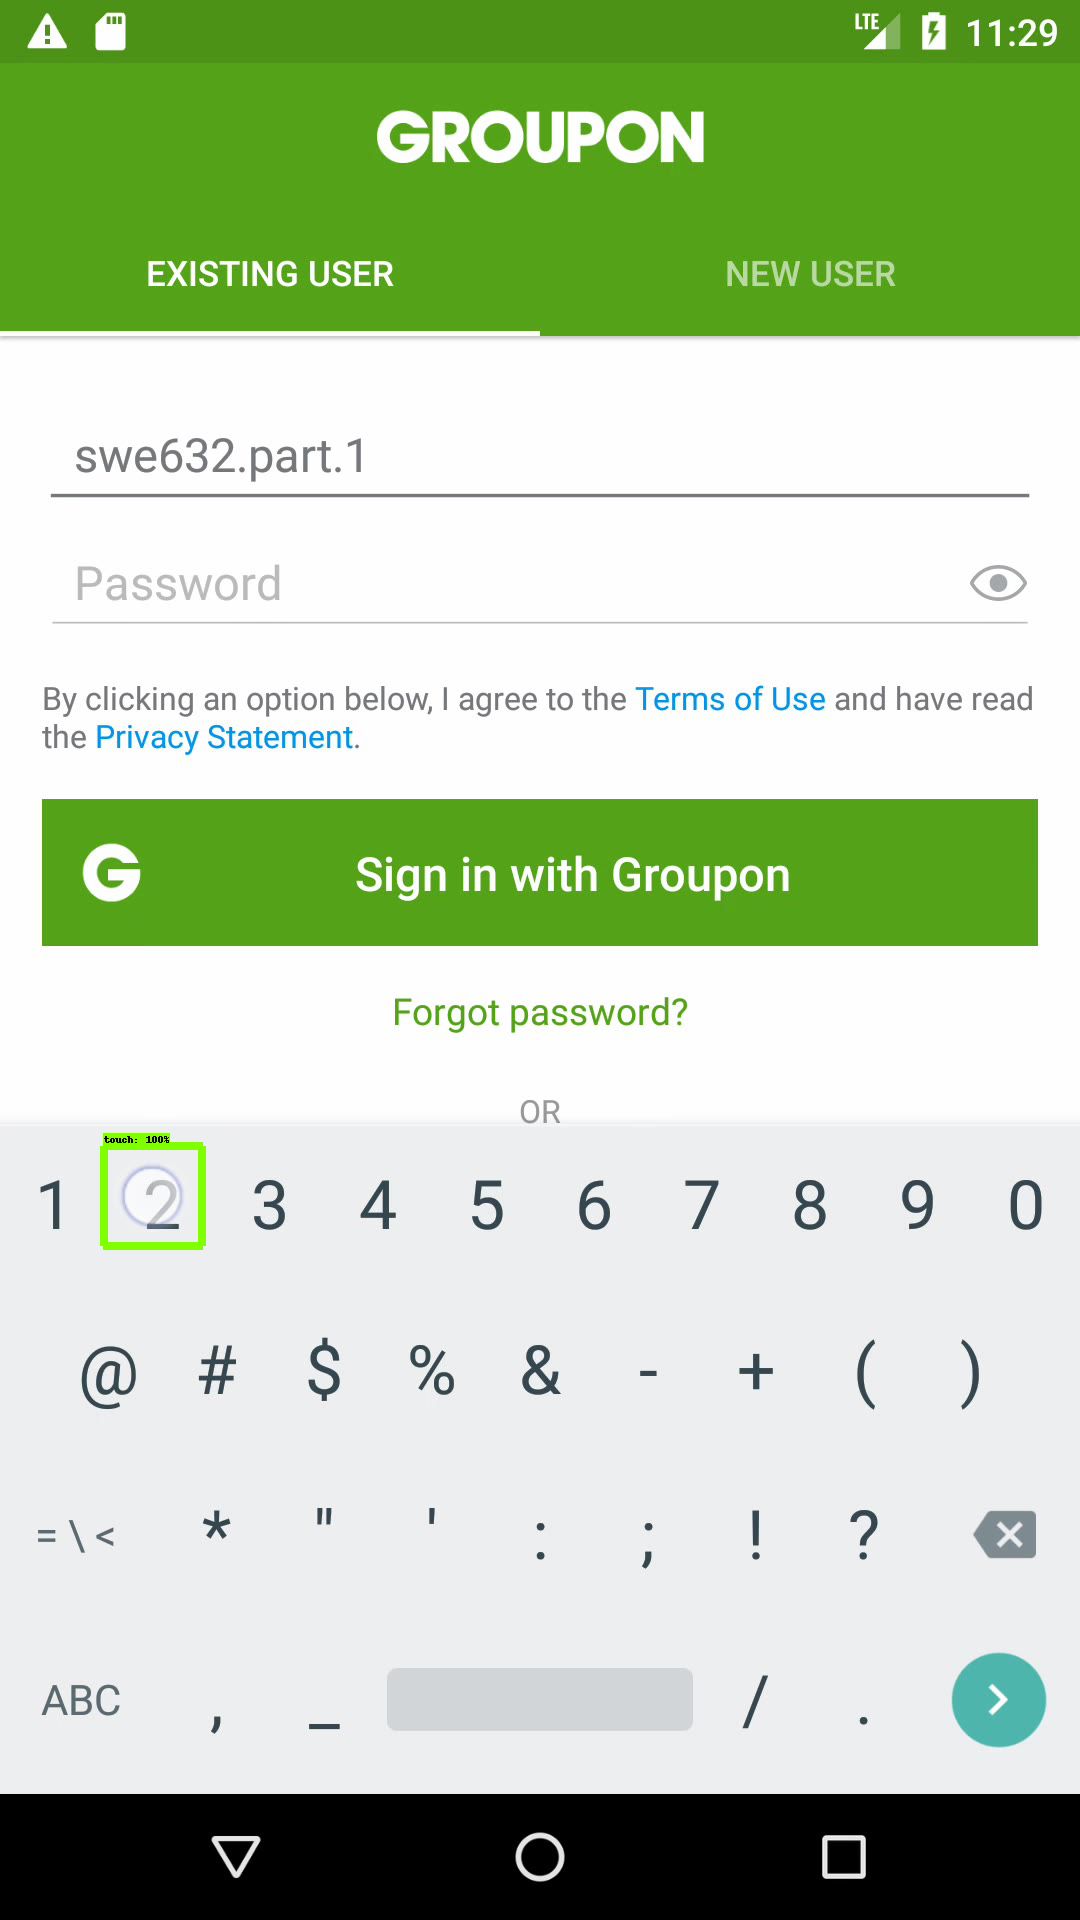 LTE 11:29
GROUPON
EXISTING USER NEW USER
swe632.part.1
Password
By clicking an option below, I agree to the Terms of Use and have read
the Privacy Statement.
G Sign in with Groupon
Forgot password?
OR
touch: 100%
1 2 3 4 5 6 7 8 9 0
@ # $ % & - + ( )
= \ < * " ' : ; ! ?
ABC , _ / .